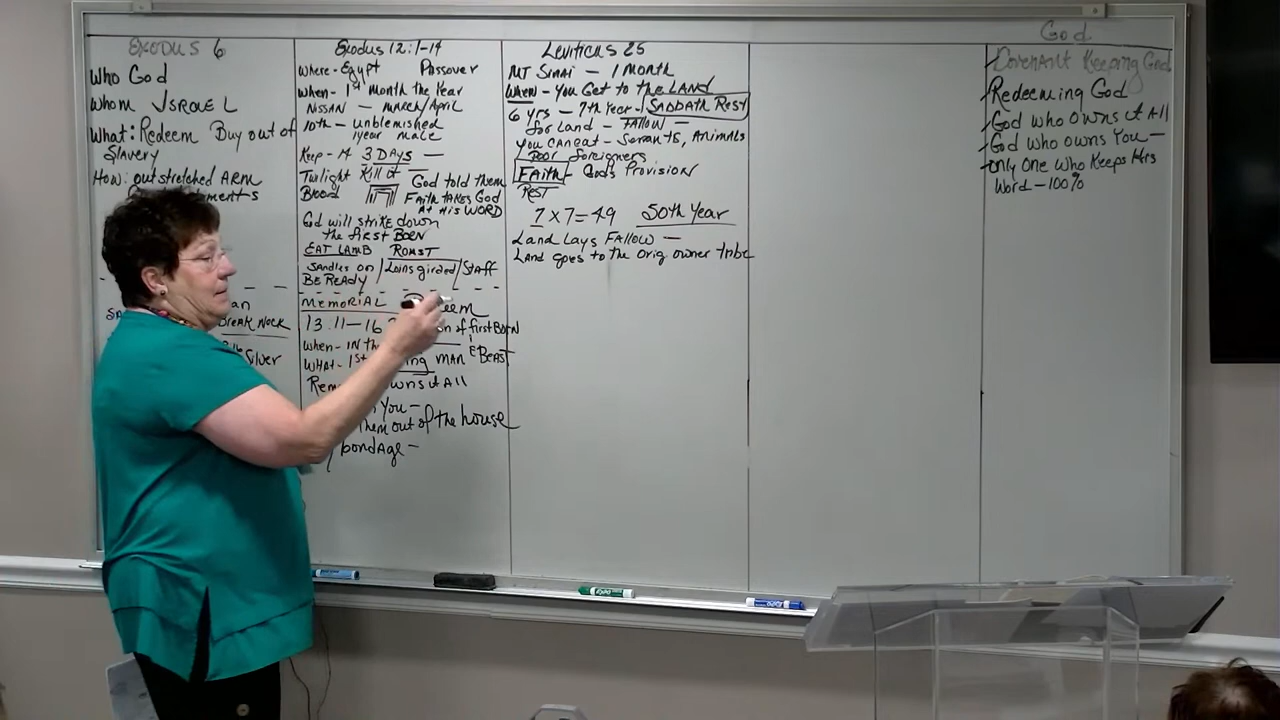 EXODUS 6
Who God
Whom ISRAEL
What: Redeem Buy out of
Slavery
How: outstretched ARM
Break Neck
Silver
Exodus 12:1-14
Where - Egypt Passover
When - 1st Month the Year
NISSAN - MARCH/April
10th - unblemished
1year male
Keep - 3 DAYS -
Twilight Kill it
Blood God told them
FAITH TAKES God
At His WORD
God will strike down
the first BORN
EAT LAMB ROAST
Sandles on / Loins girded / Staff
BE READY
MEMORIAL
13:11-16
of first BORN
When - IN the
WHAT - 1st MAN & BEAST
owns it All
You -
them out of the house
bondage -
Leviticus 25
MT Sinai - 1 Month
When - You Get to the LAND
6 yrs - 7th Year - SABBATH REST
for Land - FALLOW -
You can eat - Servants, Animals
Poor foreigners
FAITH - Gods Provision
REST
7 x 7 = 49 50th Year
Land Lays Fallow -
Land goes to the orig owner tribe
God
Covenant Keeping God
Redeeming God
God who owns it All
God who owns You -
only One who Keeps His
Word - 100%